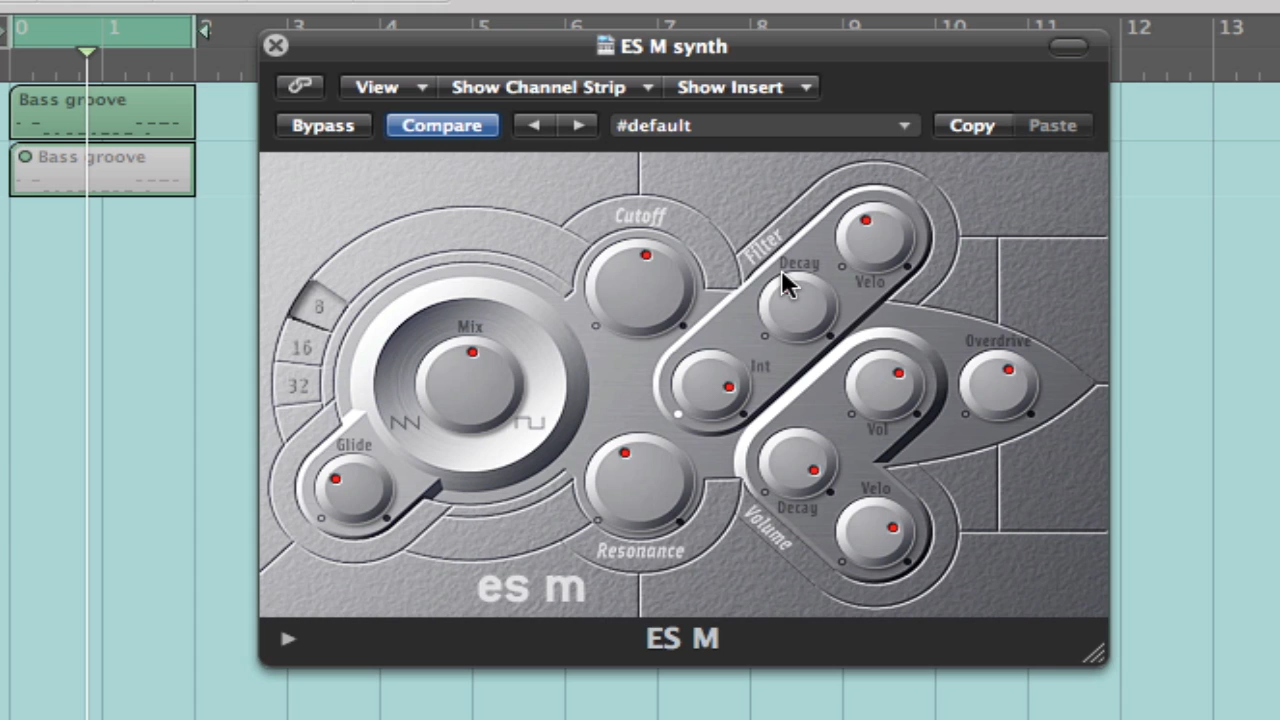 0 1 2 3 4 5 6 7 8 9 10 11 12 13
ES M synth
View Show Channel Strip Show Insert
Bass groove
Bypass Compare #default Copy Paste
Bass groove
Cutoff
Filter
Decay
Velo
8
Mix
16
Overdrive
Int
32
Vol
Glide
Velo
Decay
Volume
Resonance
es m
ES M